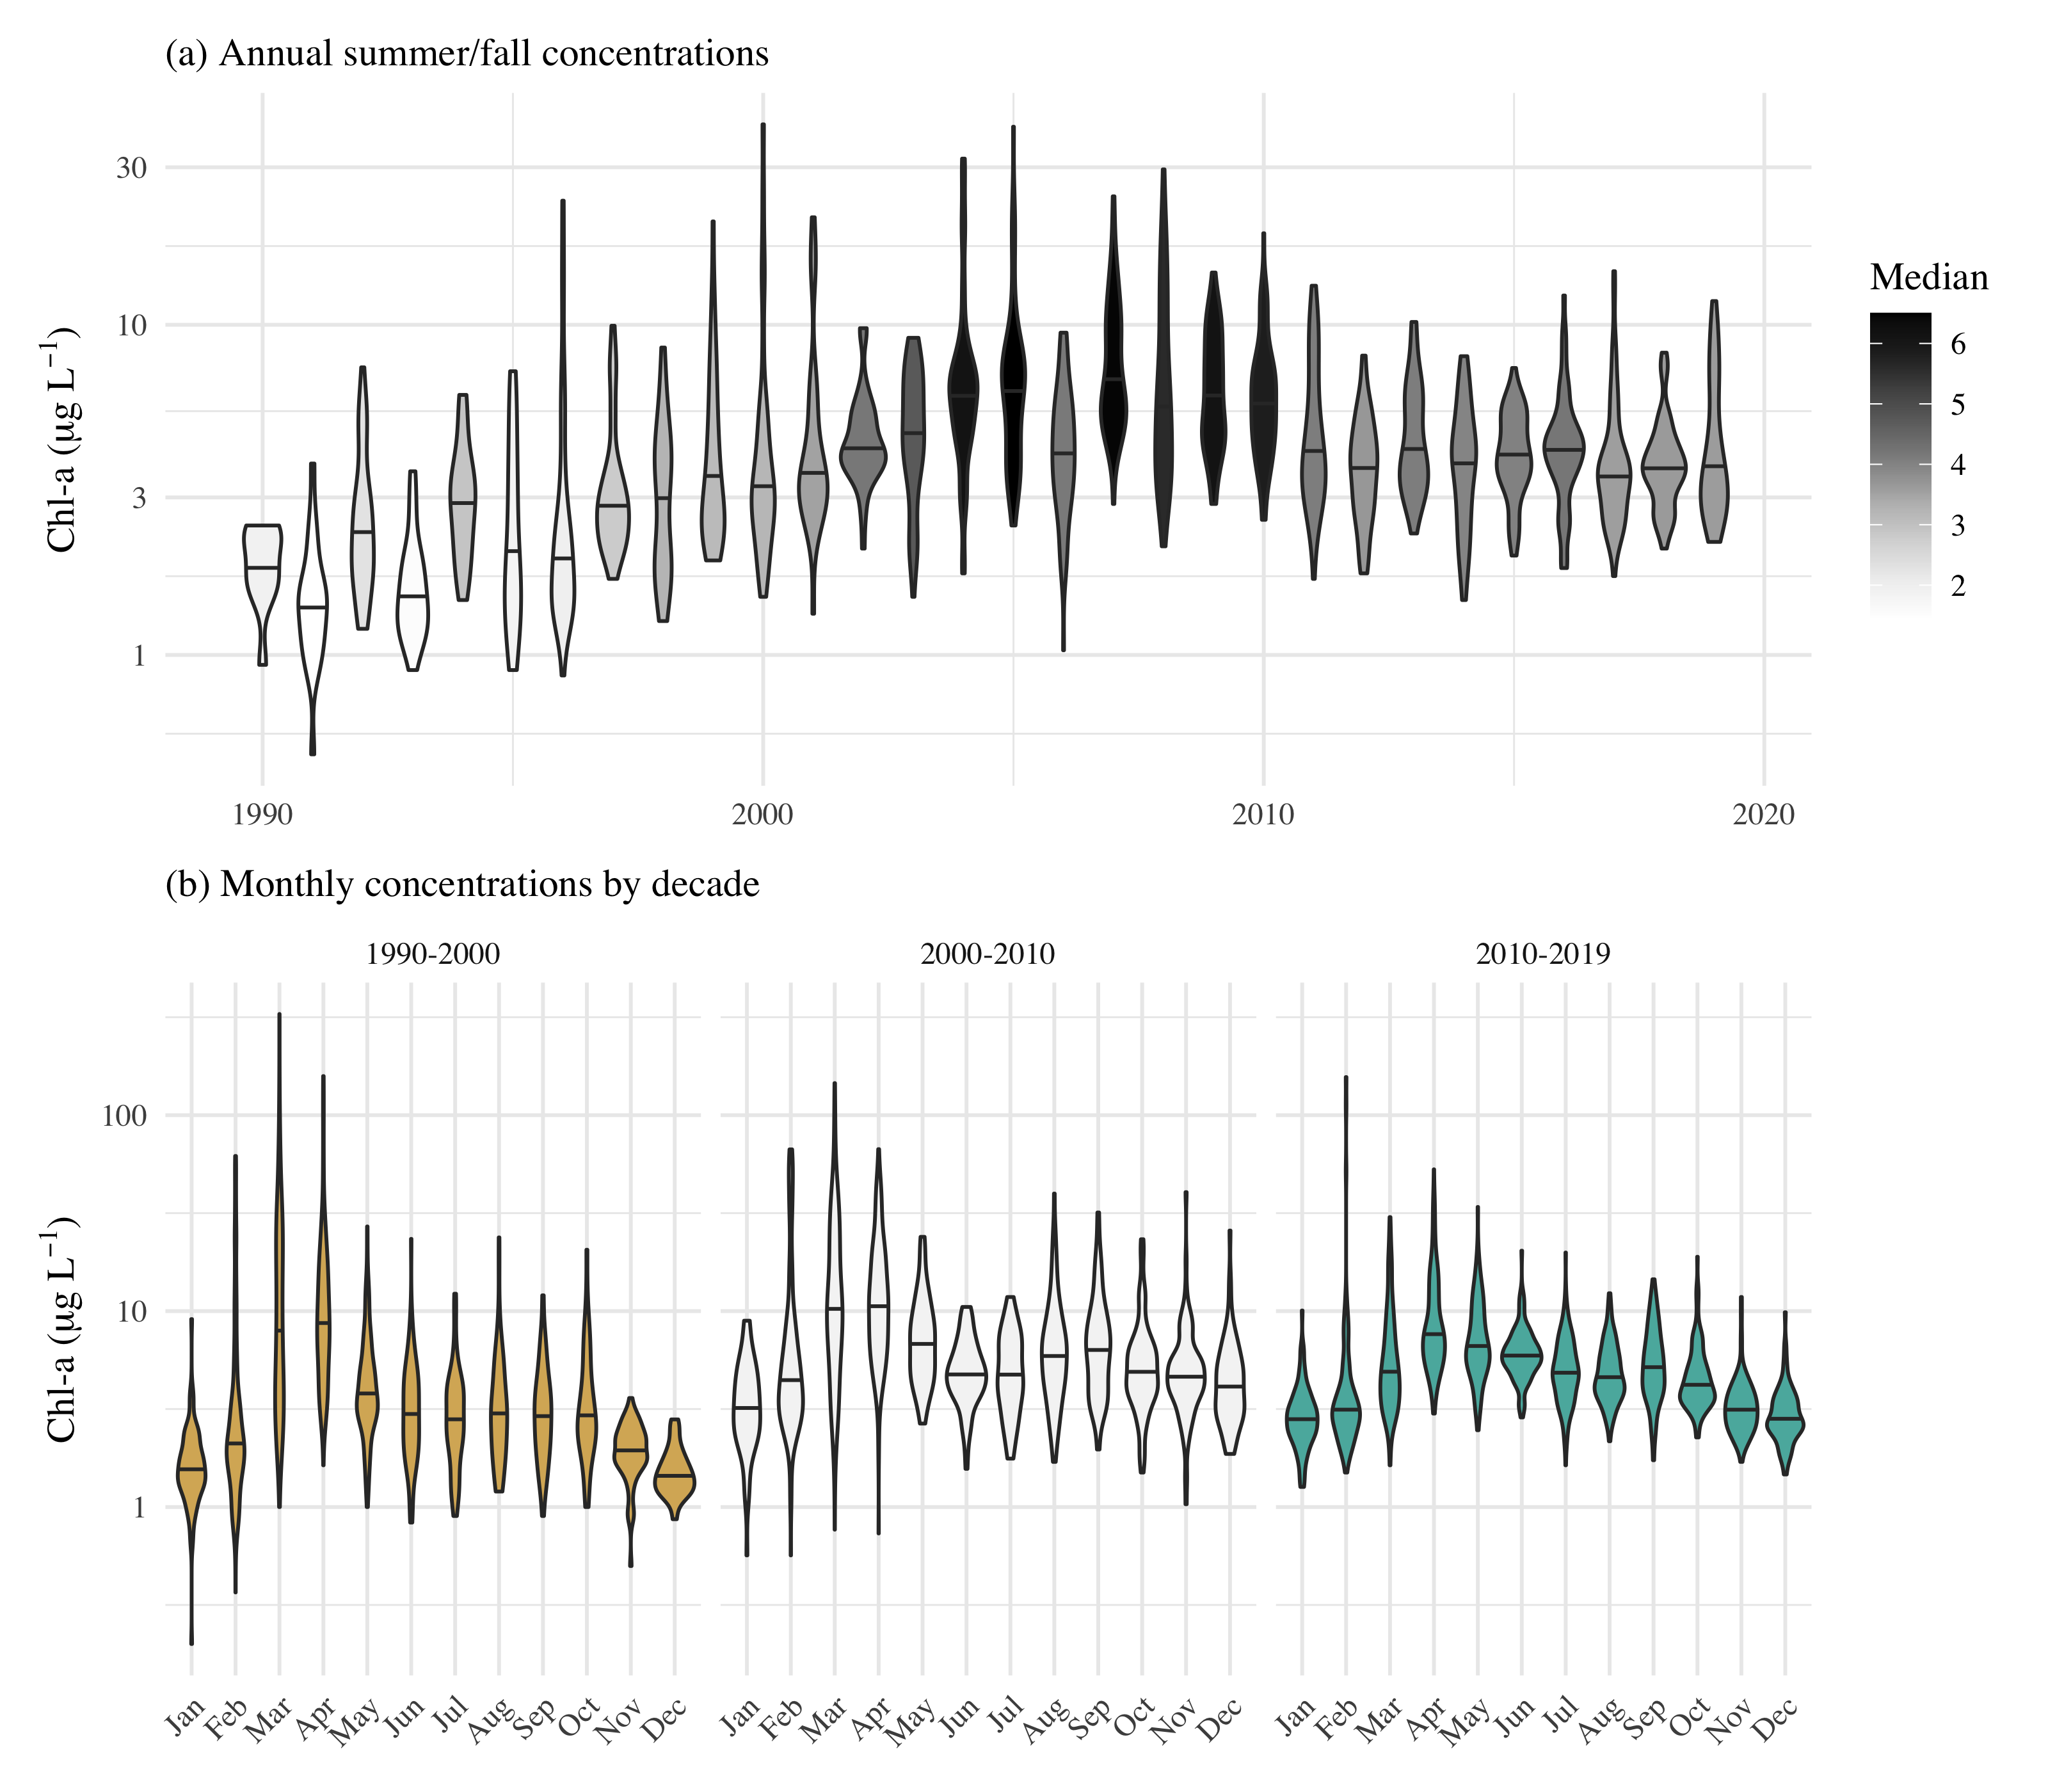 (a) Annual summer/fall concentrations
Chl-a (µg L⁻¹)
30
10
3
1
1990 2000 2010 2020
Median
6
5
4
3
2
(b) Monthly concentrations by decade
1990-2000 2000-2010 2010-2019
Chl-a (µg L⁻¹)
100
10
1
Jan Feb Mar Apr May Jun Jul Aug Sep Oct Nov Dec Jan Feb Mar Apr May Jun Jul Aug Sep Oct Nov Dec Jan Feb Mar Apr May Jun Jul Aug Sep Oct Nov Dec